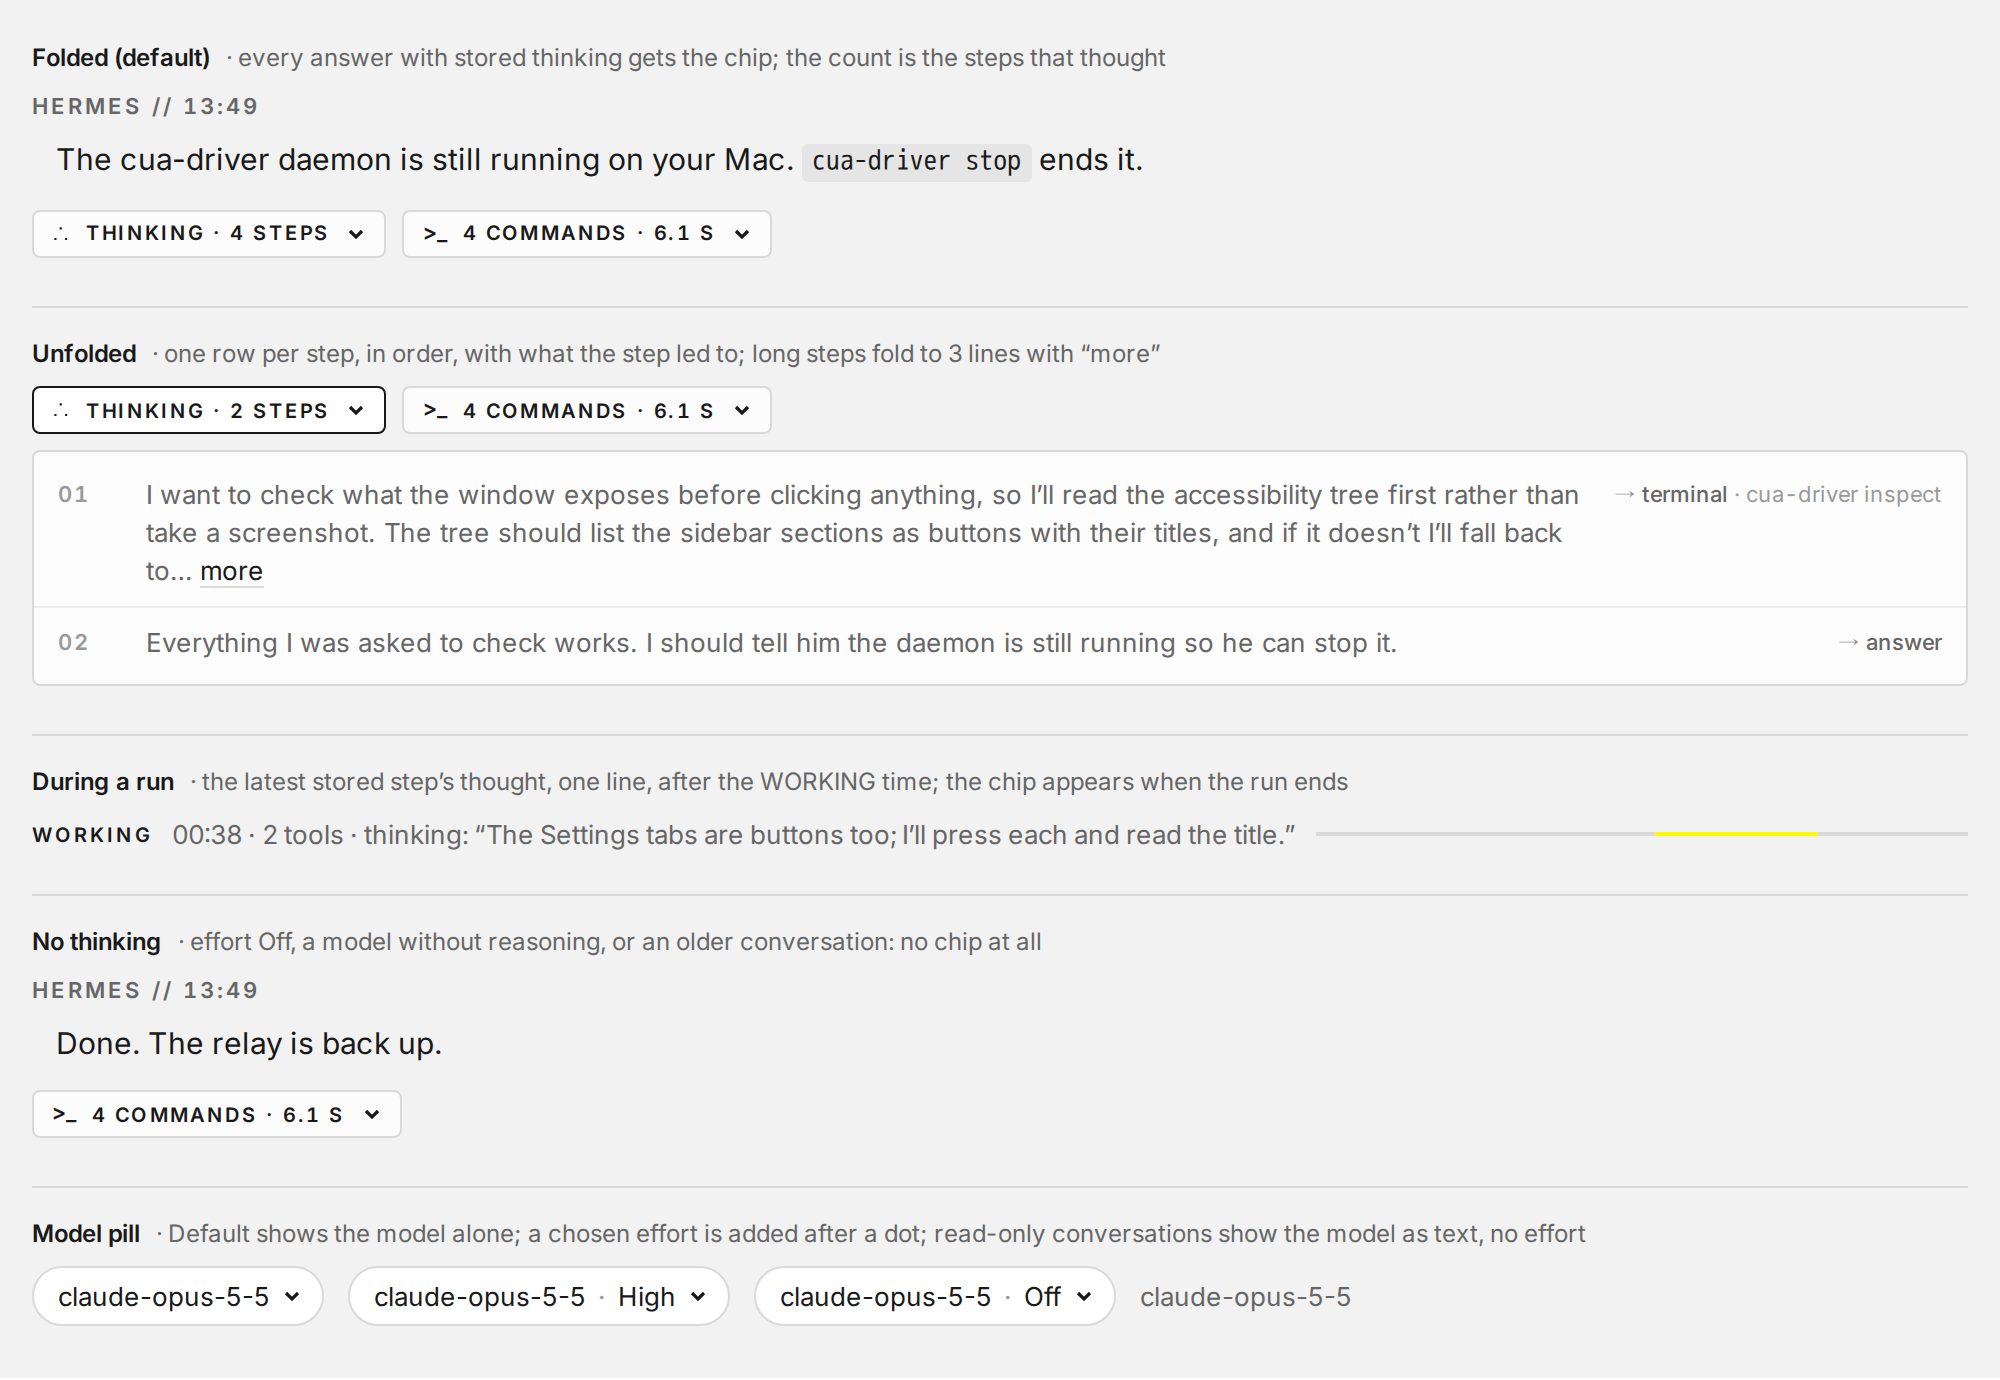 Folded (default) · every answer with stored thinking gets the chip; the count is the steps that thought
HERMES // 13:49
The cua-driver daemon is still running on your Mac. cua-driver stop ends it.
∴ THINKING · 4 STEPS
>_ 4 COMMANDS · 6.1 S
Unfolded · one row per step, in order, with what the step led to; long steps fold to 3 lines with “more”
∴ THINKING · 2 STEPS
>_ 4 COMMANDS · 6.1 S
01 I want to check what the window exposes before clicking anything, so I’ll read the accessibility tree first rather than → terminal · cua-driver inspect
take a screenshot. The tree should list the sidebar sections as buttons with their titles, and if it doesn’t I’ll fall back
to… more
02 Everything I was asked to check works. I should tell him the daemon is still running so he can stop it. → answer
During a run · the latest stored step’s thought, one line, after the WORKING time; the chip appears when the run ends
WORKING 00:38 · 2 tools · thinking: “The Settings tabs are buttons too; I’ll press each and read the title.”
No thinking · effort Off, a model without reasoning, or an older conversation: no chip at all
HERMES // 13:49
Done. The relay is back up.
>_ 4 COMMANDS · 6.1 S
Model pill · Default shows the model alone; a chosen effort is added after a dot; read-only conversations show the model as text, no effort
claude-opus-5-5
claude-opus-5-5 · High
claude-opus-5-5 · Off
claude-opus-5-5